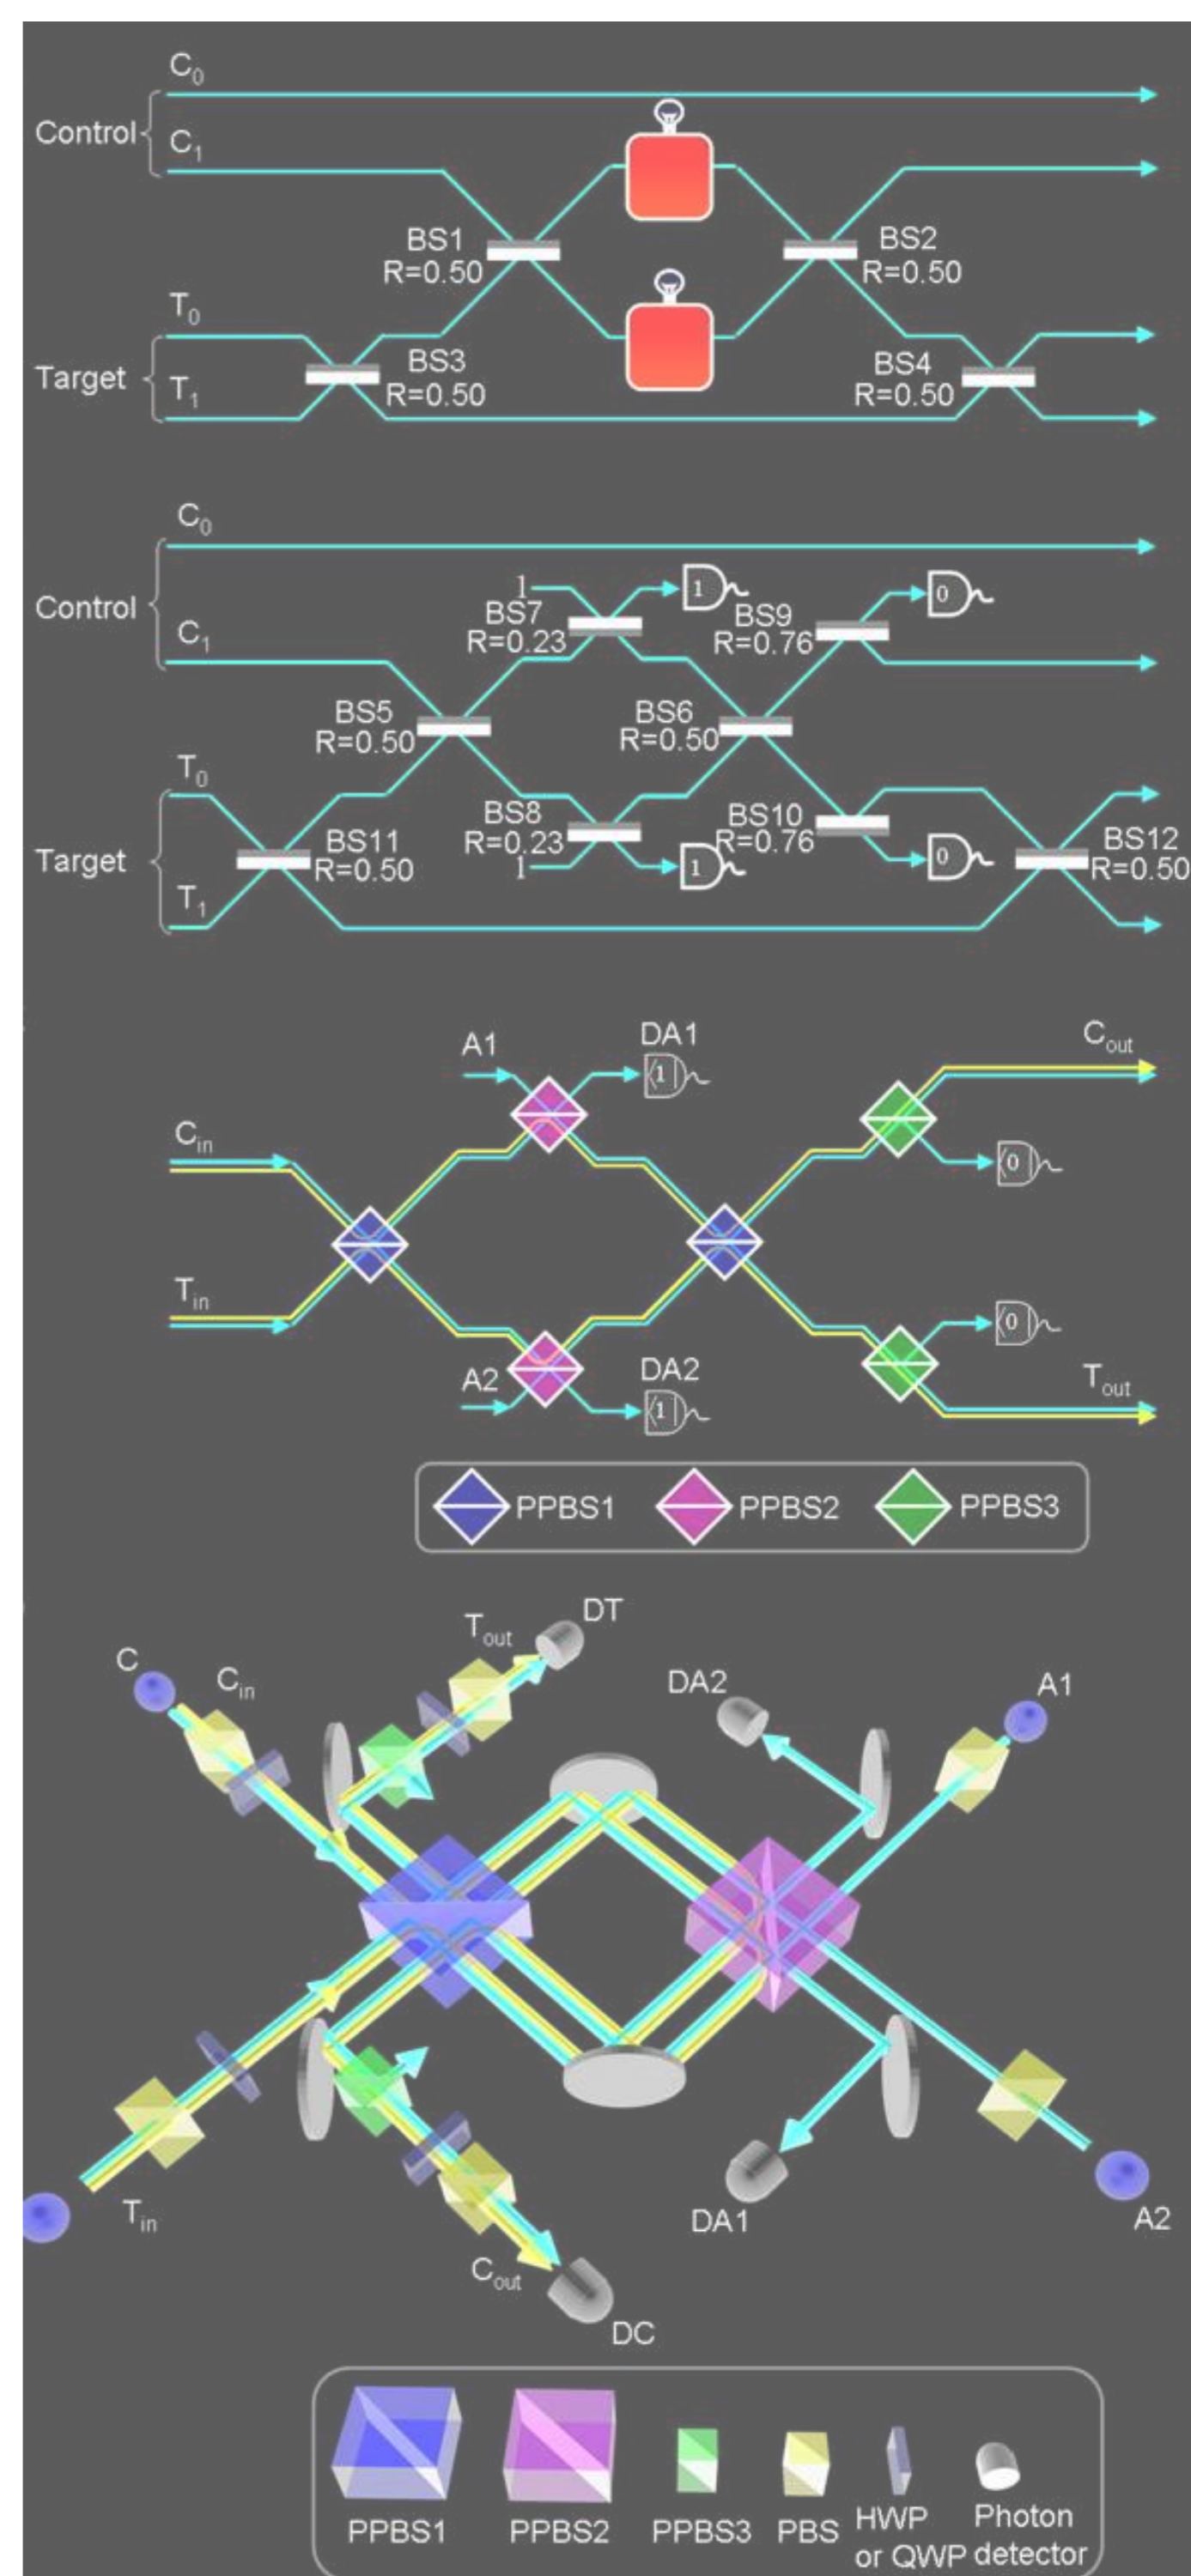 C0
Control
C1
BS1
R=0.50
BS2
R=0.50
T0
BS3
R=0.50
BS4
R=0.50
Target
T1
C0
Control
C1
1
BS7
R=0.23
1
BS9
R=0.76
0
BS5
R=0.50
BS6
R=0.50
T0
BS8
R=0.23
1
1
BS10
R=0.76
0
BS11
R=0.50
BS12
R=0.50
Target
T1
A1
DA1
⟨1|
Cout
Cin
⟨0|
Tin
⟨0|
A2
DA2
⟨1|
Tout
PPBS1
PPBS2
PPBS3
C
Cin
Tout
DT
DA2
A1
Tin
Cout
DC
DA1
A2
PPBS1
PPBS2
PPBS3
PBS
HWP
or QWP
Photon
detector